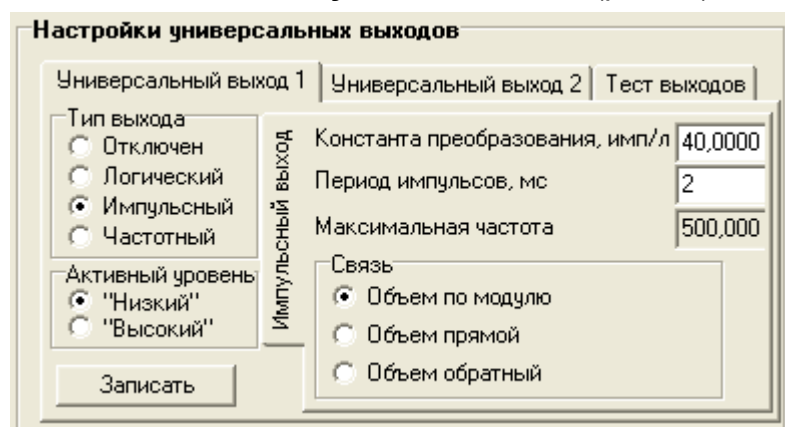 Настройки универсальных выходов
Универсальный выход 1
Универсальный выход 2
Тест выходов
Тип выхода
Отключен
Логический
Импульсный
Частотный
Активный уровень
"Низкий"
"Высокий"
Записать
Импульсный выход
Константа преобразования, имп/л 40,0000
Период импульсов, мс 2
Максимальная частота 500,000
Связь
Объем по модулю
Объем прямой
Объем обратный